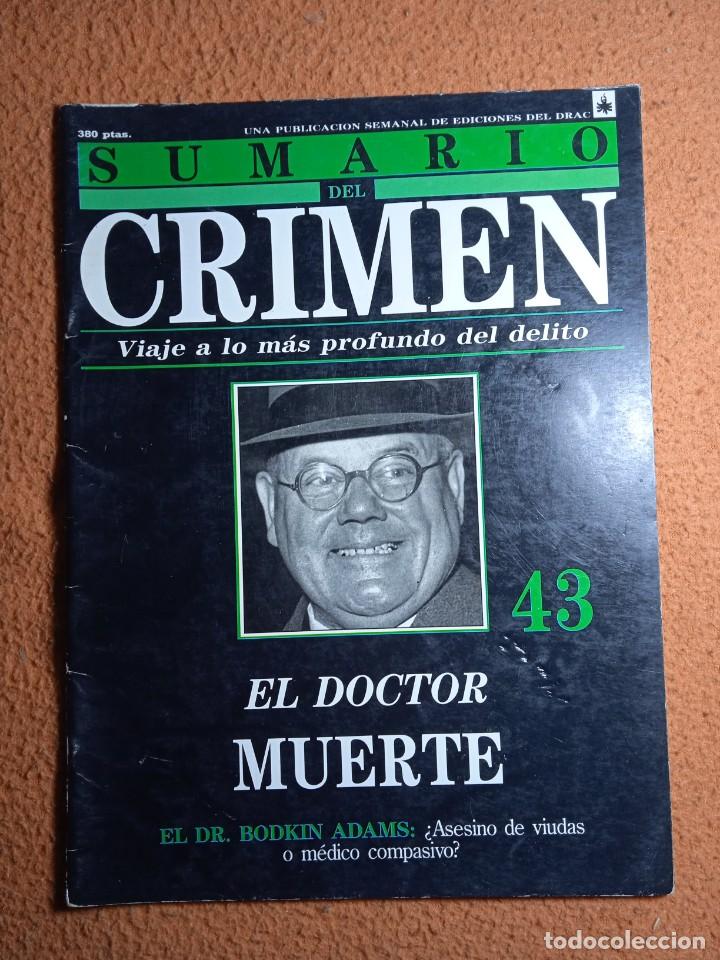 380 ptas.
UNA PUBLICACION SEMANAL DE EDICIONES DEL DRAC
SUMARIO
DEL
CRIMEN
Viaje a lo más profundo del delito
43
EL DOCTOR
MUERTE
EL DR. BODKIN ADAMS: ¿Asesino de viudas
o médico compasivo?
todocoleccion